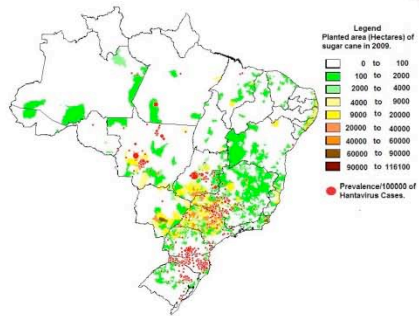 Legend
Planted area (Hectares) of
sugar cane in 2009.
0 to 100
100 to 2000
2000 to 4000
4000 to 9000
9000 to 20000
20000 to 40000
40000 to 60000
60000 to 90000
90000 to 116100
Prevalence/100000 of
Hantavirus Cases.